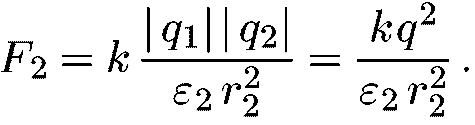 $F_2 = k \, \frac{|q_1||q_2|}{\varepsilon_2 r_2^2} = \frac{kq^2}{\varepsilon_2 r_2^2} .$